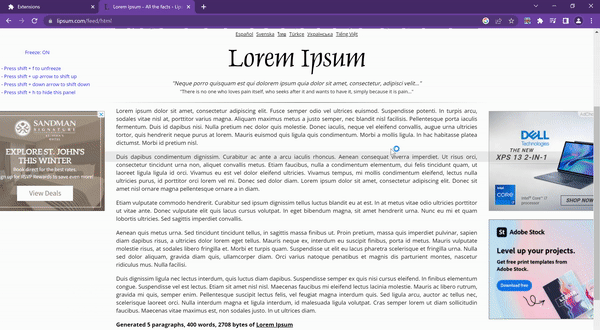 Extensions
Lorem Ipsum - All the facts - Lips
lipsum.com/feed/html
Español Svenska ไทย Türkçe Українська Tiếng Việt
Freeze: ON
- Press shift + f to unfreeze
- Press shift + up arrow to shift up
- Press shift + down arrow to shift down
- Press shift + h to hide this panel
Lorem Ipsum
"Neque porro quisquam est qui dolorem ipsum quia dolor sit amet, consectetur, adipisci velit..."
"There is no one who loves pain itself, who seeks after it and wants to have it, simply because it is pain..."
Lorem ipsum dolor sit amet, consectetur adipiscing elit. Fusce semper odio vel ultrices euismod. Suspendisse potenti. In turpis arcu,
sodales vitae nisl at, porttitor varius magna. Aliquam maximus metus a justo semper, nec blandit nisl facilisis. Pellentesque porta iaculis
fermentum. Duis id dapibus nisi. Nulla pretium nec dolor quis molestie. Donec iaculis, neque vel eleifend convallis, augue urna ultricies
tortor, quis hendrerit neque purus at lorem. Mauris euismod quis ligula quis condimentum. Morbi a mollis ligula. In hac habitasse platea
dictumst. Morbi id pretium nisl.
Duis dapibus condimentum dignissim. Curabitur ac ante a arcu iaculis rhoncus. Aenean consequat viverra imperdiet. Ut risus orci,
consectetur tincidunt urna non, aliquet convallis metus. Etiam faucibus, nulla a condimentum elementum, dui felis tincidunt quam, ut
laoreet ligula ligula id orci. Vivamus eu est vel dolor eleifend ultricies. Vivamus tempus, mi mollis condimentum eleifend, lectus nulla
ultricies purus, id porttitor orci lorem vel mi. Donec sed dolor diam. Lorem ipsum dolor sit amet, consectetur adipiscing elit. Donec sit
amet nisl ornare magna pellentesque ornare a in diam.
Etiam vulputate commodo hendrerit. Curabitur sed ipsum dignissim tellus luctus blandit eu at est. In at metus vitae odio ultricies porttitor
ut vitae ante. Donec vulputate elit quis lacus cursus volutpat. In eget bibendum magna, sit amet hendrerit urna. Nunc eu mi et quam
lobortis ultricies. Sed sagittis imperdiet convallis.
Aenean quis metus urna. Sed tincidunt tincidunt tellus, in sagittis massa finibus ut. Proin pretium, massa quis imperdiet pulvinar, sapien
diam dapibus risus, a ultricies dolor lorem eget tellus. Mauris neque ex, interdum eu suscipit finibus, porta id metus. Mauris vulputate
molestie risus, at sodales libero fringilla et. Morbi et turpis quam. Suspendisse ut elit eu lacus pharetra scelerisque et fringilla urna. Nulla
sed dolor aliquam, gravida diam quis, ullamcorper diam. Orci varius natoque penatibus et magnis dis parturient montes, nascetur
ridiculus mus. Nulla facilisi.
Duis dignissim ligula nec lectus interdum, quis luctus diam dapibus. Suspendisse semper ex quis nisi cursus eleifend. In finibus elementum
congue. Suspendisse vel est lectus. Etiam sit amet nisl nisl. Maecenas faucibus mi eleifend lectus lacinia molestie. Mauris ac libero rutrum,
gravida mi quis, semper enim. Pellentesque suscipit lectus felis, vel feugiat magna interdum quis. Sed ligula arcu, auctor ac tellus nec,
scelerisque laoreet orci. Nulla interdum magna et ligula interdum, id malesuada ligula volutpat. Cras semper lorem ut diam sollicitudin
faucibus. Maecenas vitae maximus est, non sodales justo. In ut ultrices diam.
Generated 5 paragraphs, 400 words, 2708 bytes of Lorem Ipsum
SANDMAN
SIGNATURE
EXPLORE ST. JOHN'S
THIS WINTER
Book direct for the best rates,
View Deals
DELL
Technologies
THE NEW
XPS 13 2-IN-1
intel
CORE
Intel® Core™ i7
St Adobe Stock
Level up your projects.
Get free print templates
from Adobe Stock.
Download free